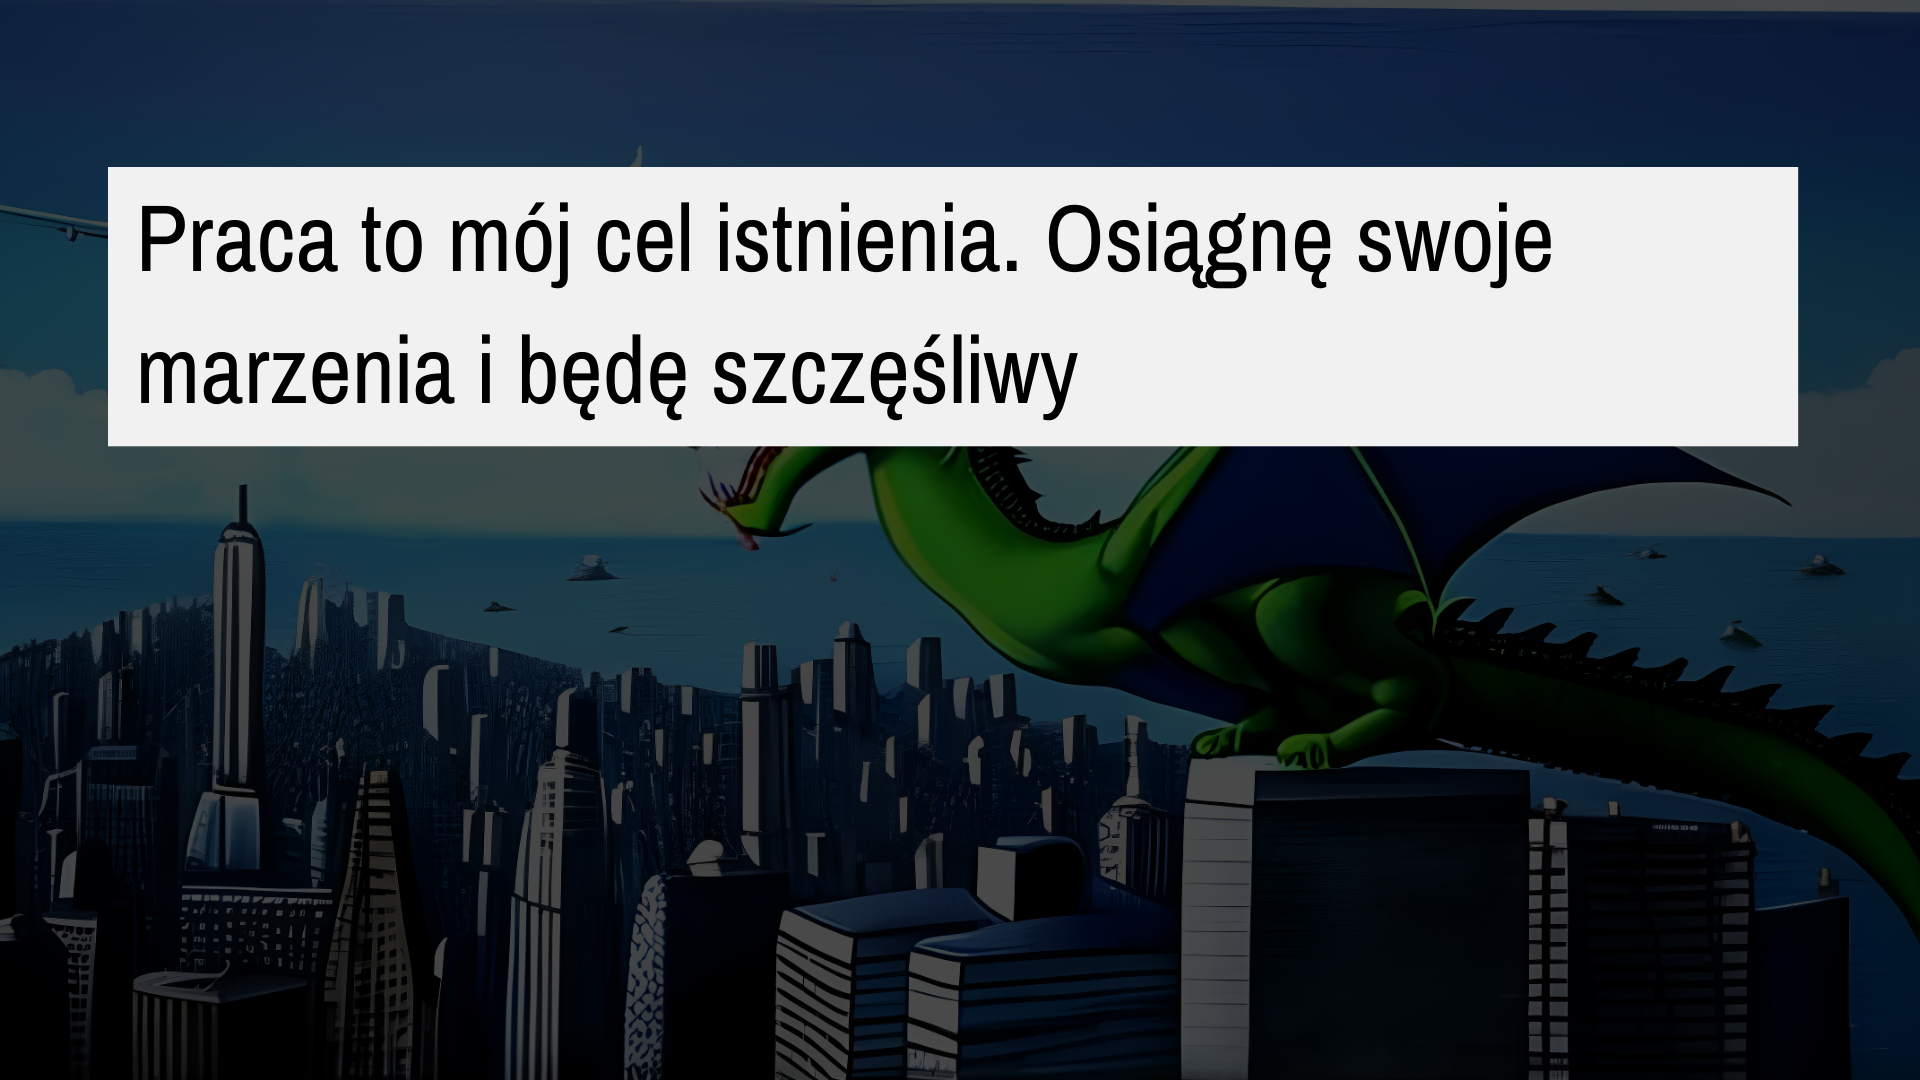 Praca to mój cel istnienia. Osiągnę swoje
marzenia i będę szczęśliwy